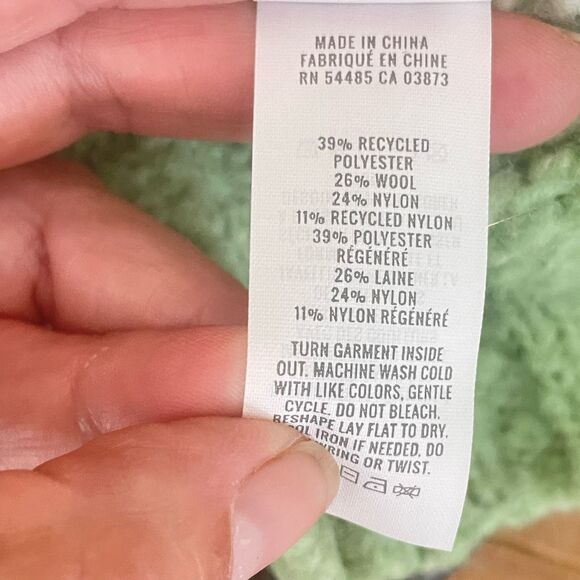 MADE IN CHINA
FABRIQUÉ EN CHINE
RN 54485 CA 03873
39% RECYCLED
POLYESTER
26% WOOL
24% NYLON
11% RECYCLED NYLON
39% POLYESTER
RÉGÉNÉRÉ
26% LAINE
24% NYLON
11% NYLON RÉGÉNÉRÉ
TURN GARMENT INSIDE
OUT. MACHINE WASH COLD
WITH LIKE COLORS, GENTLE
CYCLE. DO NOT BLEACH.
RESHAPE LAY FLAT TO DRY.
IRON IF NEEDED. DO
WRING OR TWIST.